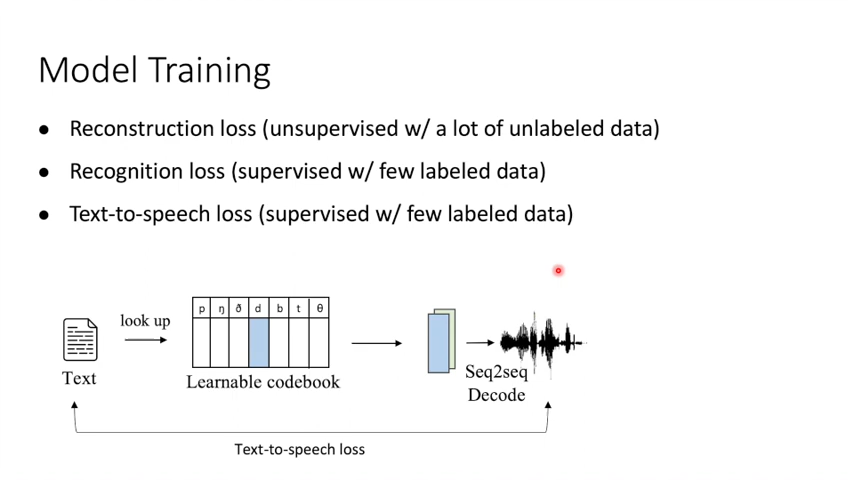 Model Training
● Reconstruction loss (unsupervised w/ a lot of unlabeled data)
● Recognition loss (supervised w/ few labeled data)
● Text-to-speech loss (supervised w/ few labeled data)
p ŋ ð d b t θ
look up
Text
Learnable codebook
Seq2seq
Decode
Text-to-speech loss